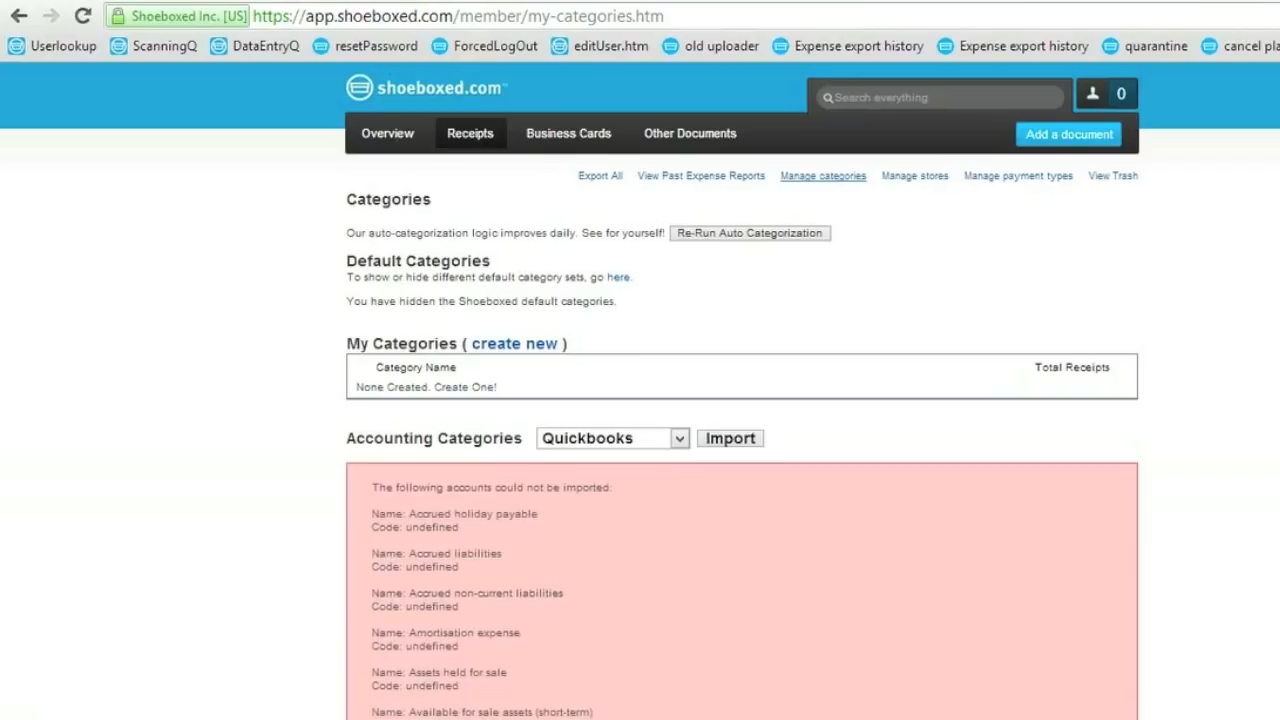 Shoeboxed Inc. [US] https://app.shoeboxed.com/member/my-categories.htm
Userlookup ScanningQ DataEntryQ resetPassword ForcedLogOut editUser.htm old uploader Expense export history Expense export history quarantine cancel pla
shoeboxed.com™
Search everything
0
Overview Receipts Business Cards Other Documents Add a document
Export All View Past Expense Reports Manage categories Manage stores Manage payment types View Trash
Categories
Our auto-categorization logic improves daily. See for yourself! Re-Run Auto Categorization
Default Categories
To show or hide different default category sets, go here.
You have hidden the Shoeboxed default categories.
My Categories ( create new )
Category Name Total Receipts
None Created. Create One!
Accounting Categories Quickbooks Import
The following accounts could not be imported:
Name: Accrued holiday payable
Code: undefined
Name: Accrued liabilities
Code: undefined
Name: Accrued non-current liabilities
Code: undefined
Name: Amortisation expense
Code: undefined
Name: Assets held for sale
Code: undefined
Name: Available for sale assets (short-term)